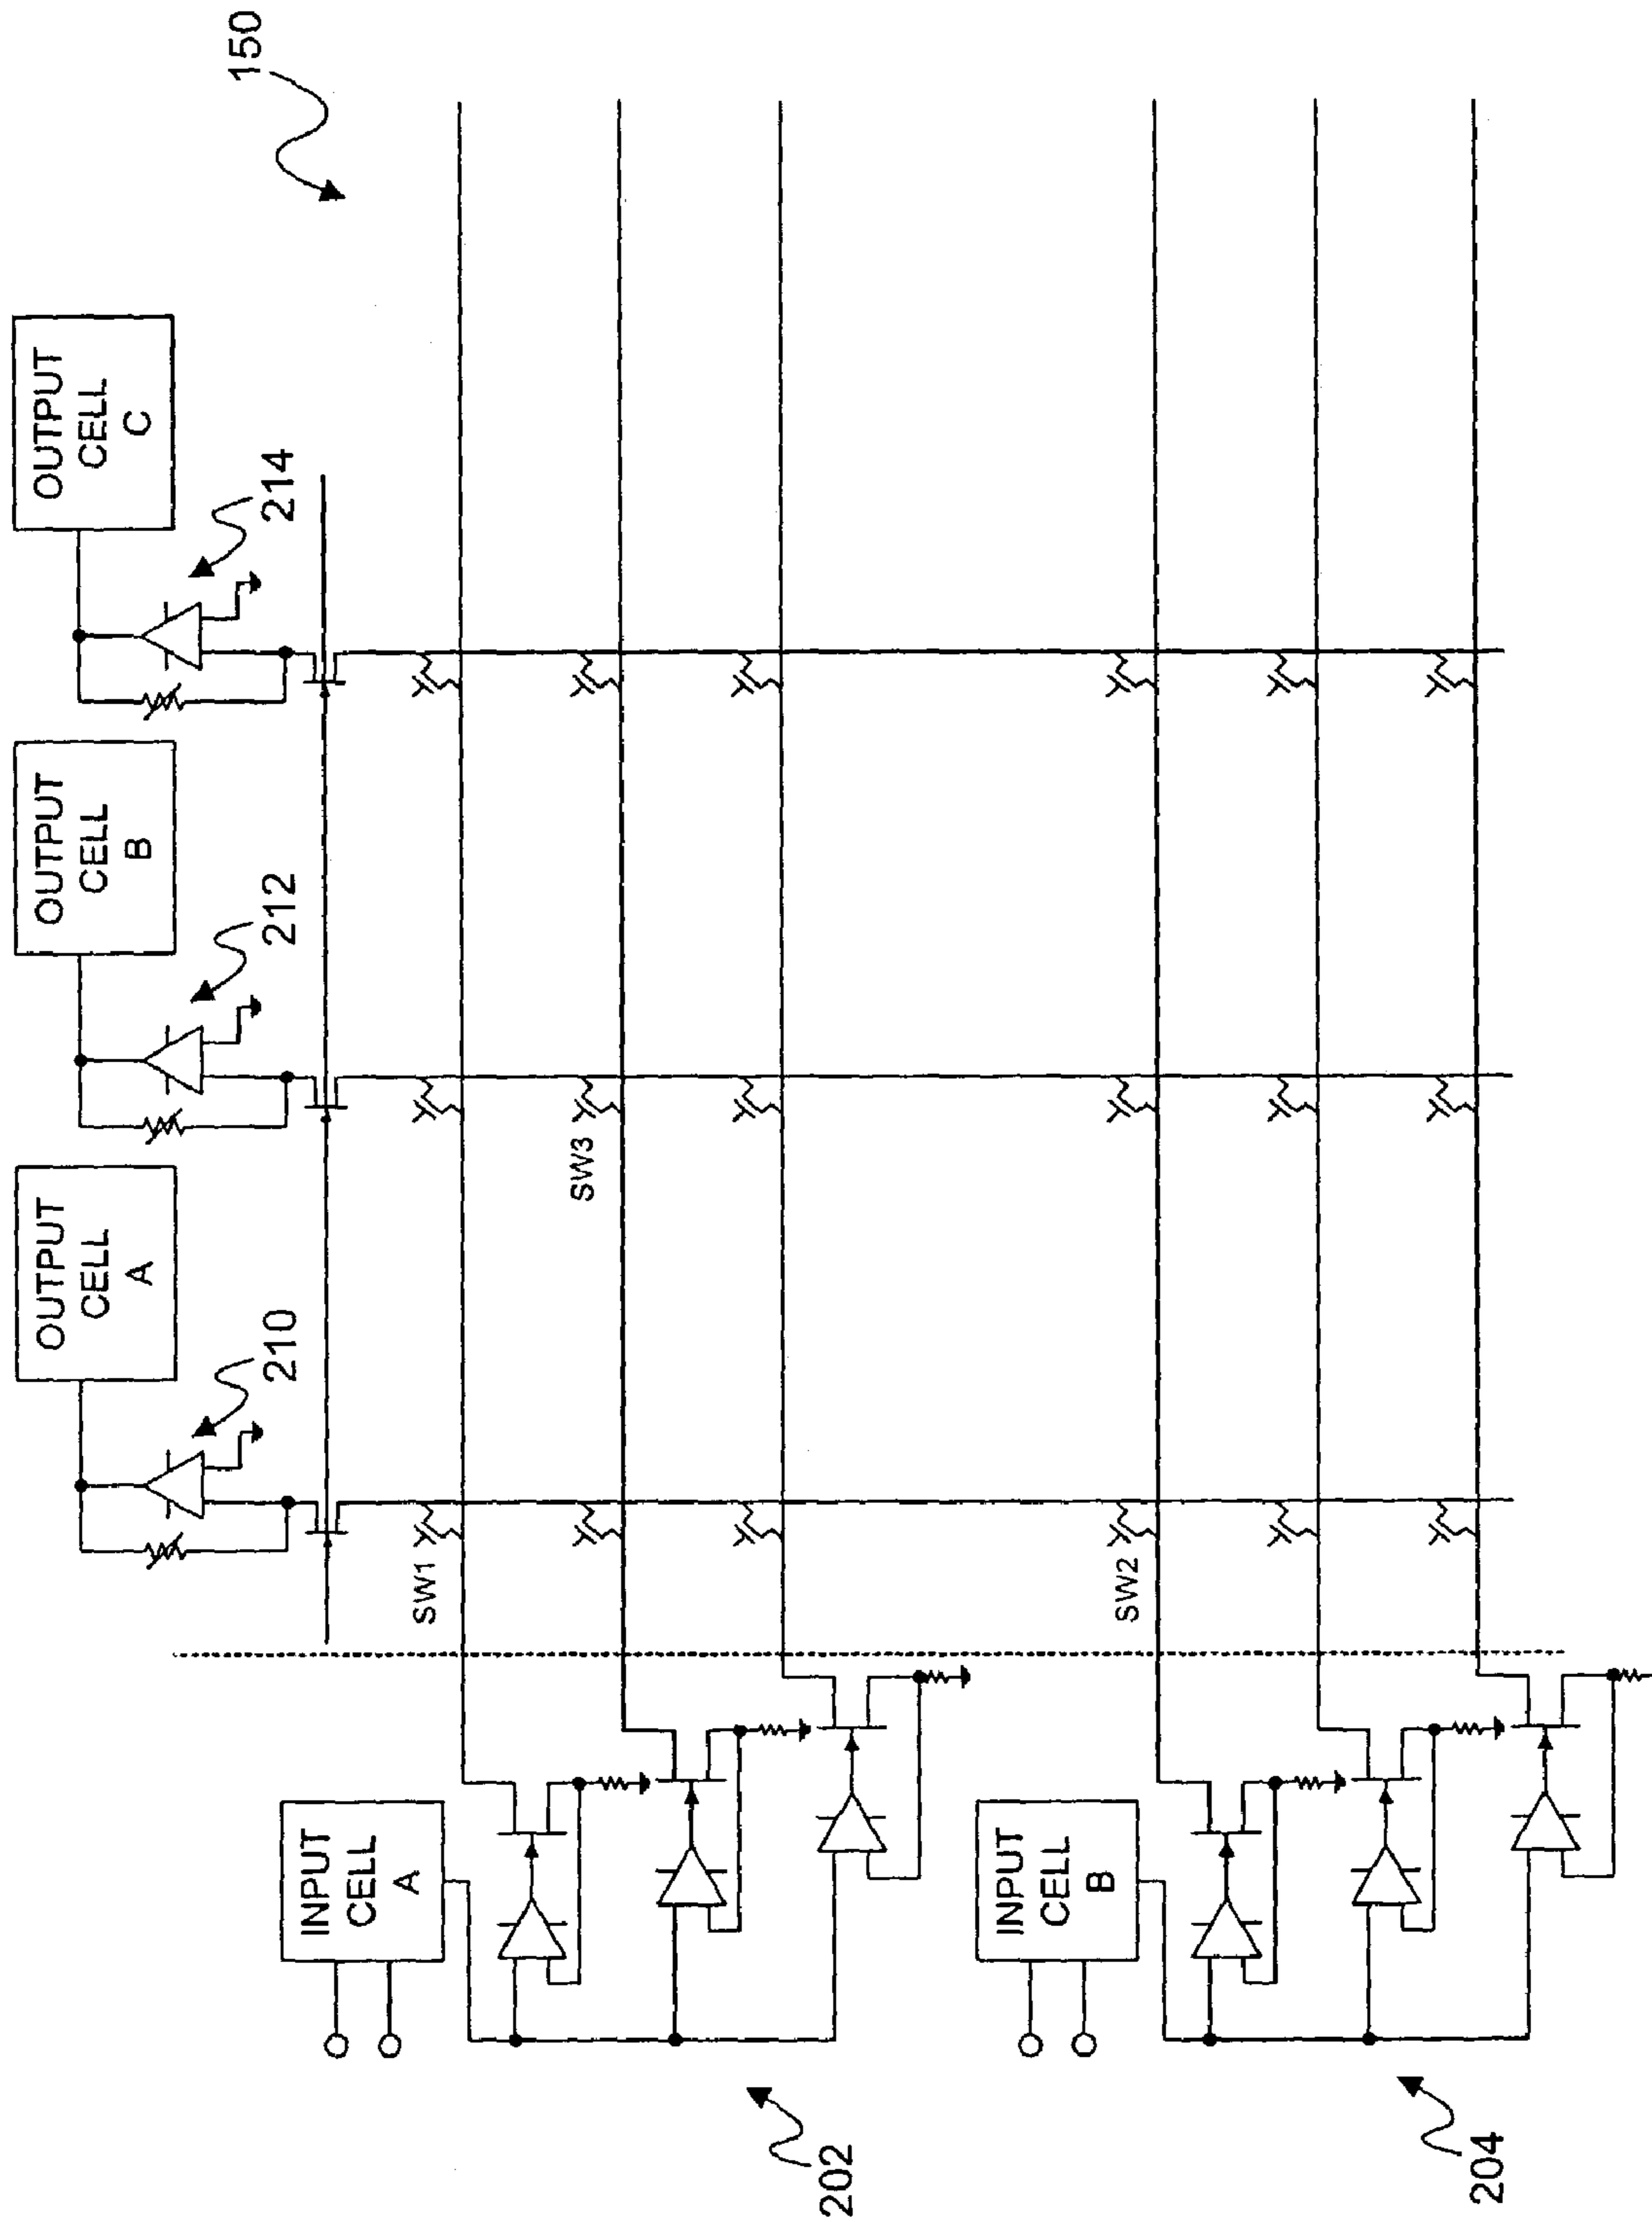 OUTPUT
CELL
A
OUTPUT
CELL
B
OUTPUT
CELL
C
150
210
212
214
INPUT
CELL
A
SW1
SW3
202
INPUT
CELL
B
SW2
204